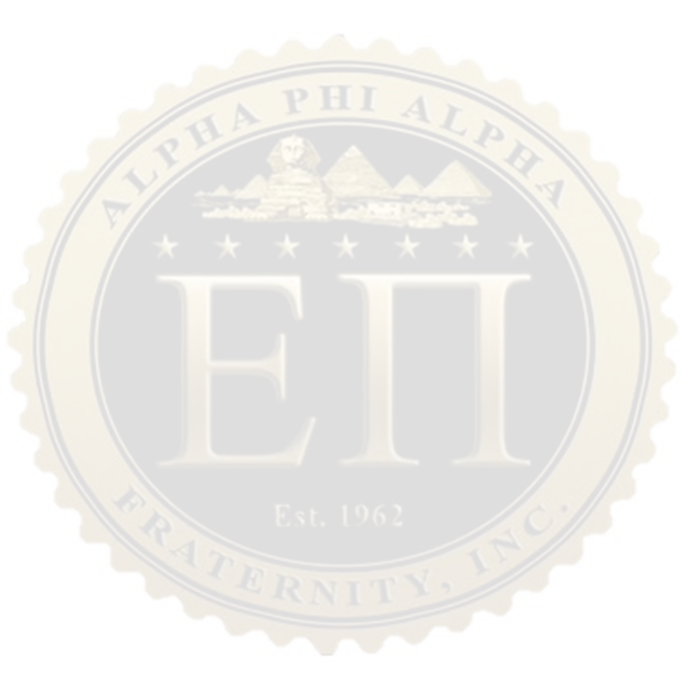 ALPHA PHI ALPHA
ΕΠ
Est. 1962
FRATERNITY, INC.